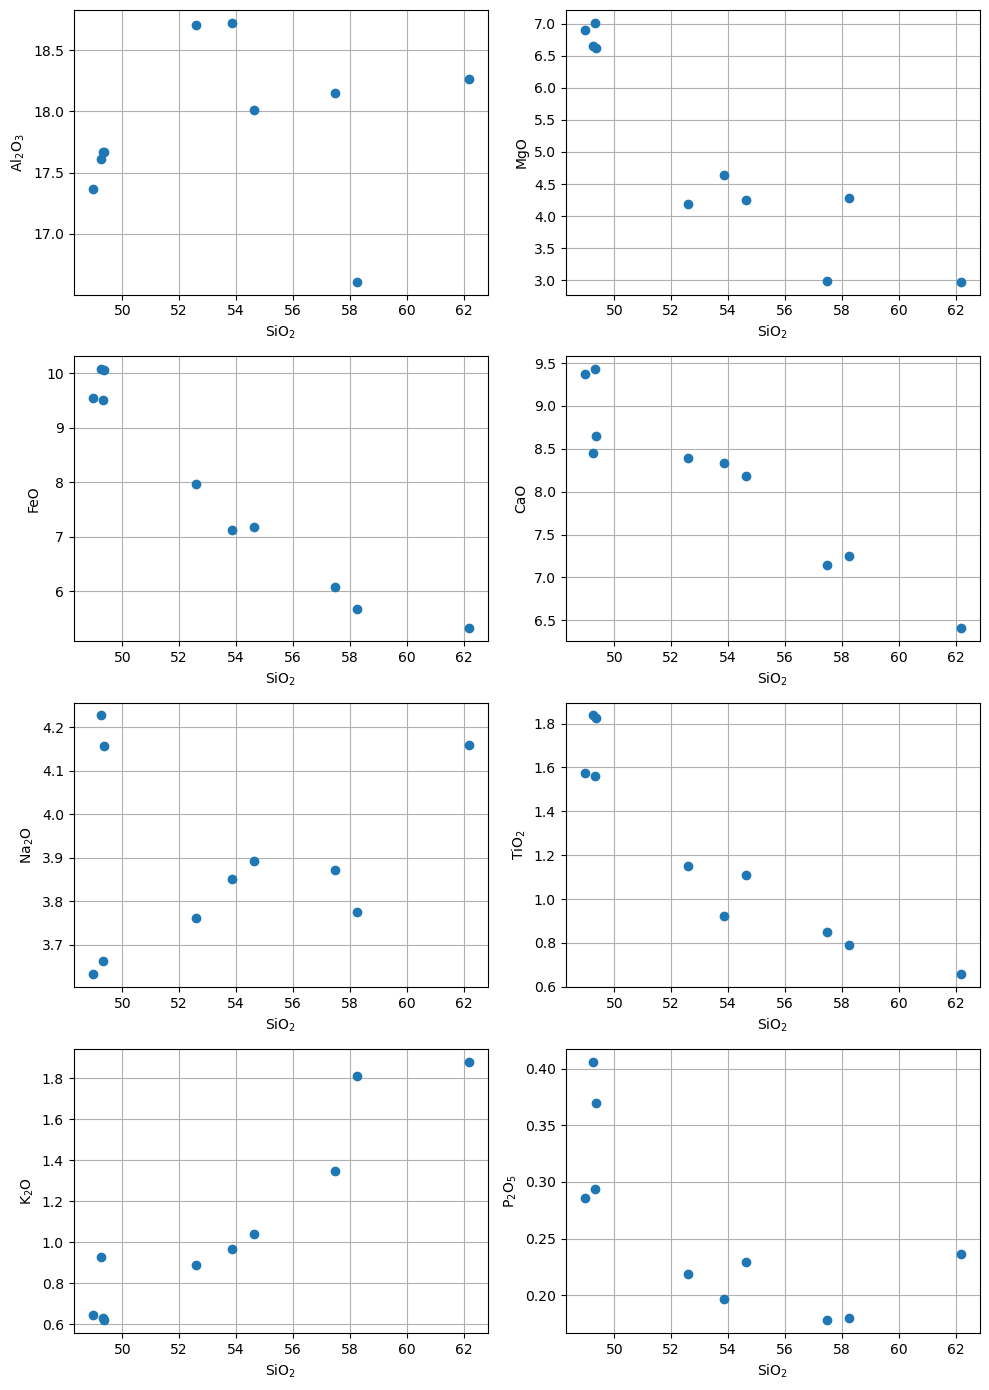 18.5
18.0
17.5
17.0
Al₂O₃
50 52 54 56 58 60 62
SiO₂
7.0
6.5
6.0
5.5
5.0
4.5
4.0
3.5
3.0
MgO
50 52 54 56 58 60 62
SiO₂
10
9
8
7
6
FeO
50 52 54 56 58 60 62
SiO₂
9.5
9.0
8.5
8.0
7.5
7.0
6.5
CaO
50 52 54 56 58 60 62
SiO₂
4.2
4.1
4.0
3.9
3.8
3.7
Na₂O
50 52 54 56 58 60 62
SiO₂
1.8
1.6
1.4
1.2
1.0
0.8
0.6
TiO₂
50 52 54 56 58 60 62
SiO₂
1.8
1.6
1.4
1.2
1.0
0.8
0.6
K₂O
50 52 54 56 58 60 62
SiO₂
0.40
0.35
0.30
0.25
0.20
P₂O₅
50 52 54 56 58 60 62
SiO₂